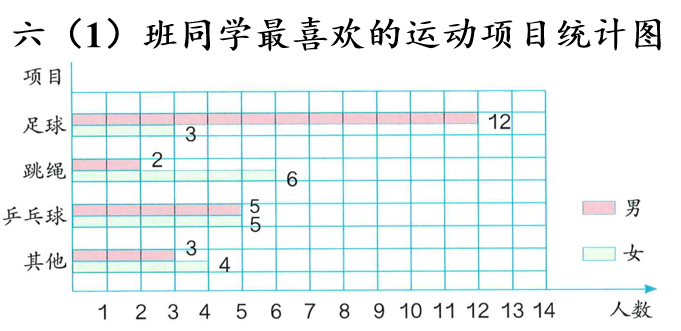 六（1）班同学最喜欢的运动项目统计图
项目
足球
12
3
跳绳
2
6
乒乓球
5
5
男
其他
3
4
女
1 2 3 4 5 6 7 8 9 10 11 12 13 14 人数